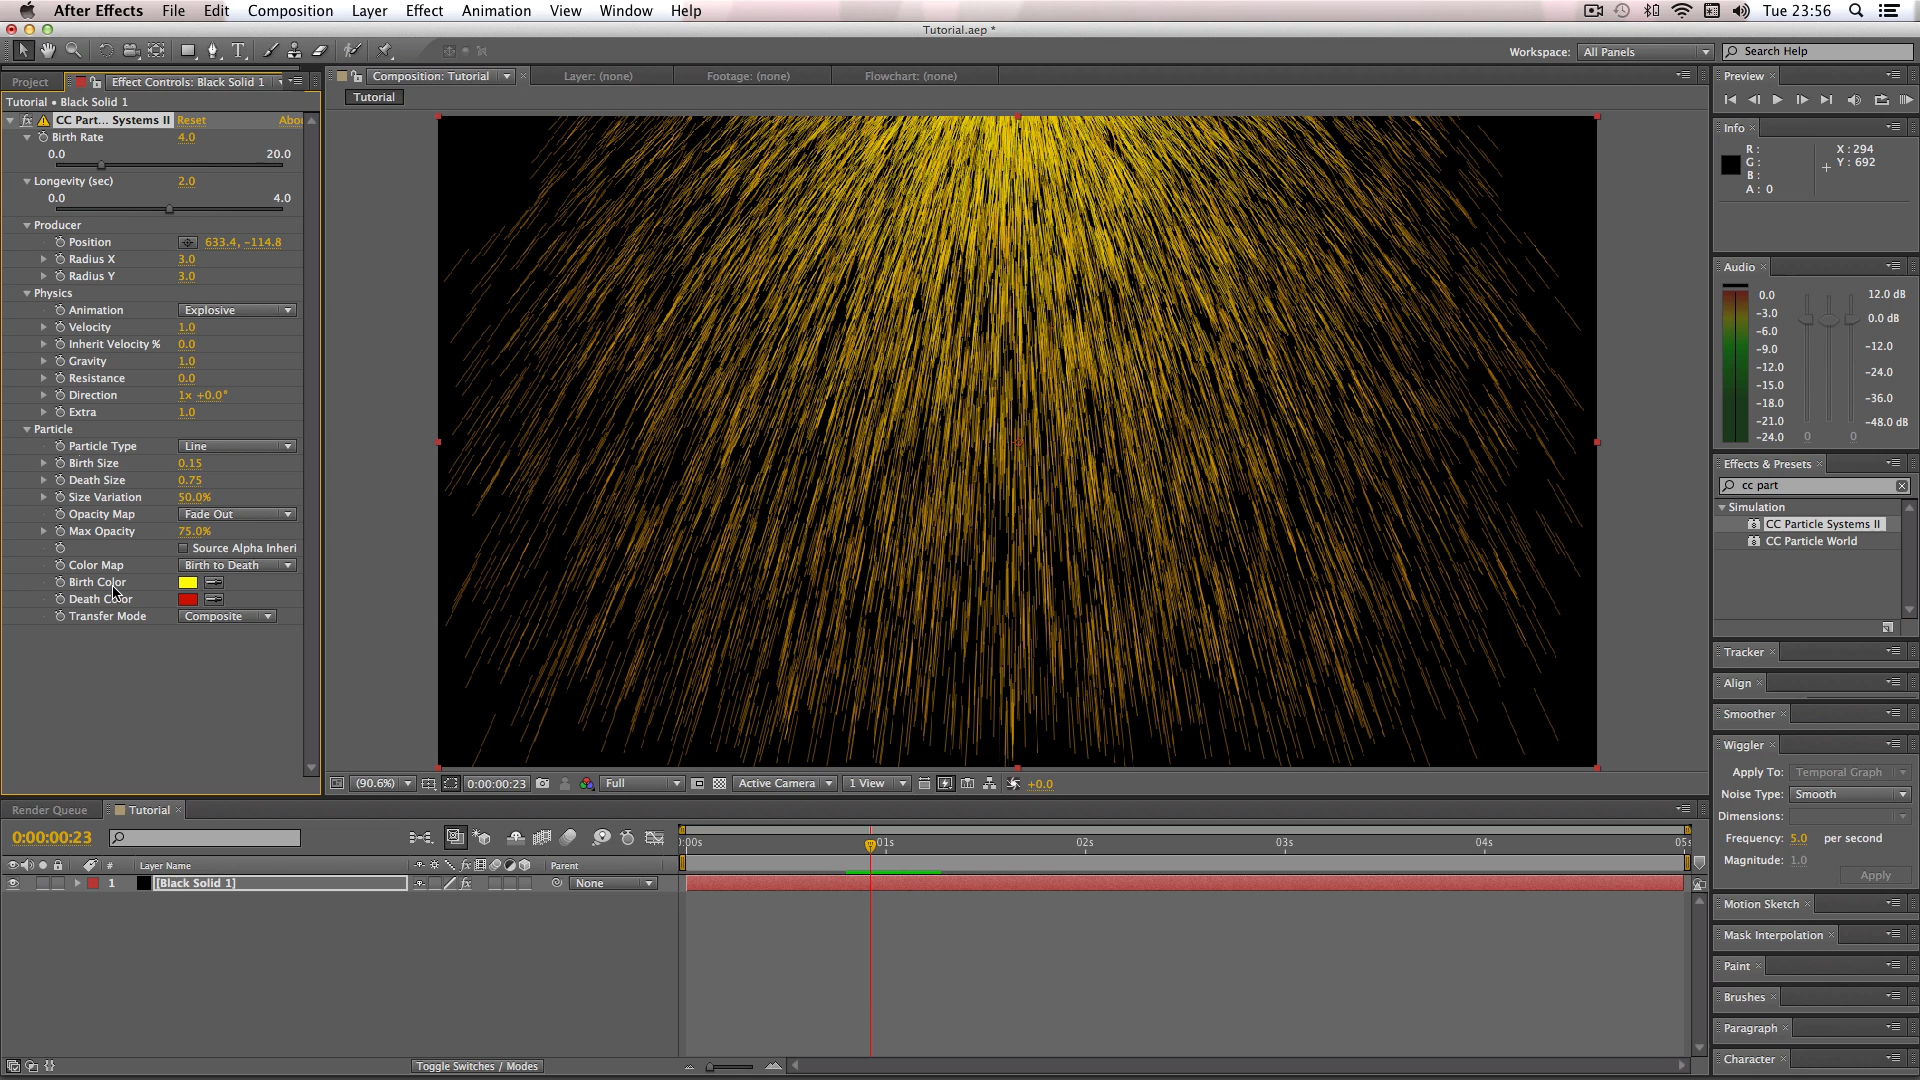 After Effects File Edit Composition Layer Effect Animation View Window Help Tue 23:56
Tutorial.aep *
Workspace: All Panels Search Help
Project Effect Controls: Black Solid 1
Composition: Tutorial Layer: (none) Footage: (none) Flowchart: (none)
Tutorial
Tutorial • Black Solid 1
CC Part... Systems II Reset Abou
Birth Rate 4.0
0.0 20.0
Longevity (sec) 2.0
0.0 4.0
Producer
Position 633.4, -114.8
Radius X 3.0
Radius Y 3.0
Physics
Animation Explosive
Velocity 1.0
Inherit Velocity % 0.0
Gravity 1.0
Resistance 0.0
Direction 1x +0.0°
Extra 1.0
Particle
Particle Type Line
Birth Size 0.15
Death Size 0.75
Size Variation 50.0%
Opacity Map Fade Out
Max Opacity 75.0%
Source Alpha Inheri
Color Map Birth to Death
Birth Color
Death Color
Transfer Mode Composite
(90.6%) 0:00:00:23 Full Active Camera 1 View +0.0
Preview
Info
R: X: 294
G: Y: 692
B:
A: 0
Audio
0.0 12.0 dB
-3.0 0.0 dB
-6.0
-9.0 -12.0
-12.0 -24.0
-15.0
-18.0 -36.0
-21.0 -48.0 dB
-24.0 0 0
Effects & Presets
cc part
Simulation
CC Particle Systems II
CC Particle World
Tracker
Align
Smoother
Wiggler
Apply To: Temporal Graph
Noise Type: Smooth
Dimensions:
Frequency: 5.0 per second
Magnitude: 1.0
Apply
Motion Sketch
Mask Interpolation
Paint
Brushes
Paragraph
Character
Render Queue Tutorial
0:00:00:23
):00s 01s 02s 03s 04s 05s
# Layer Name Parent
1 [Black Solid 1] fx None
Toggle Switches / Modes